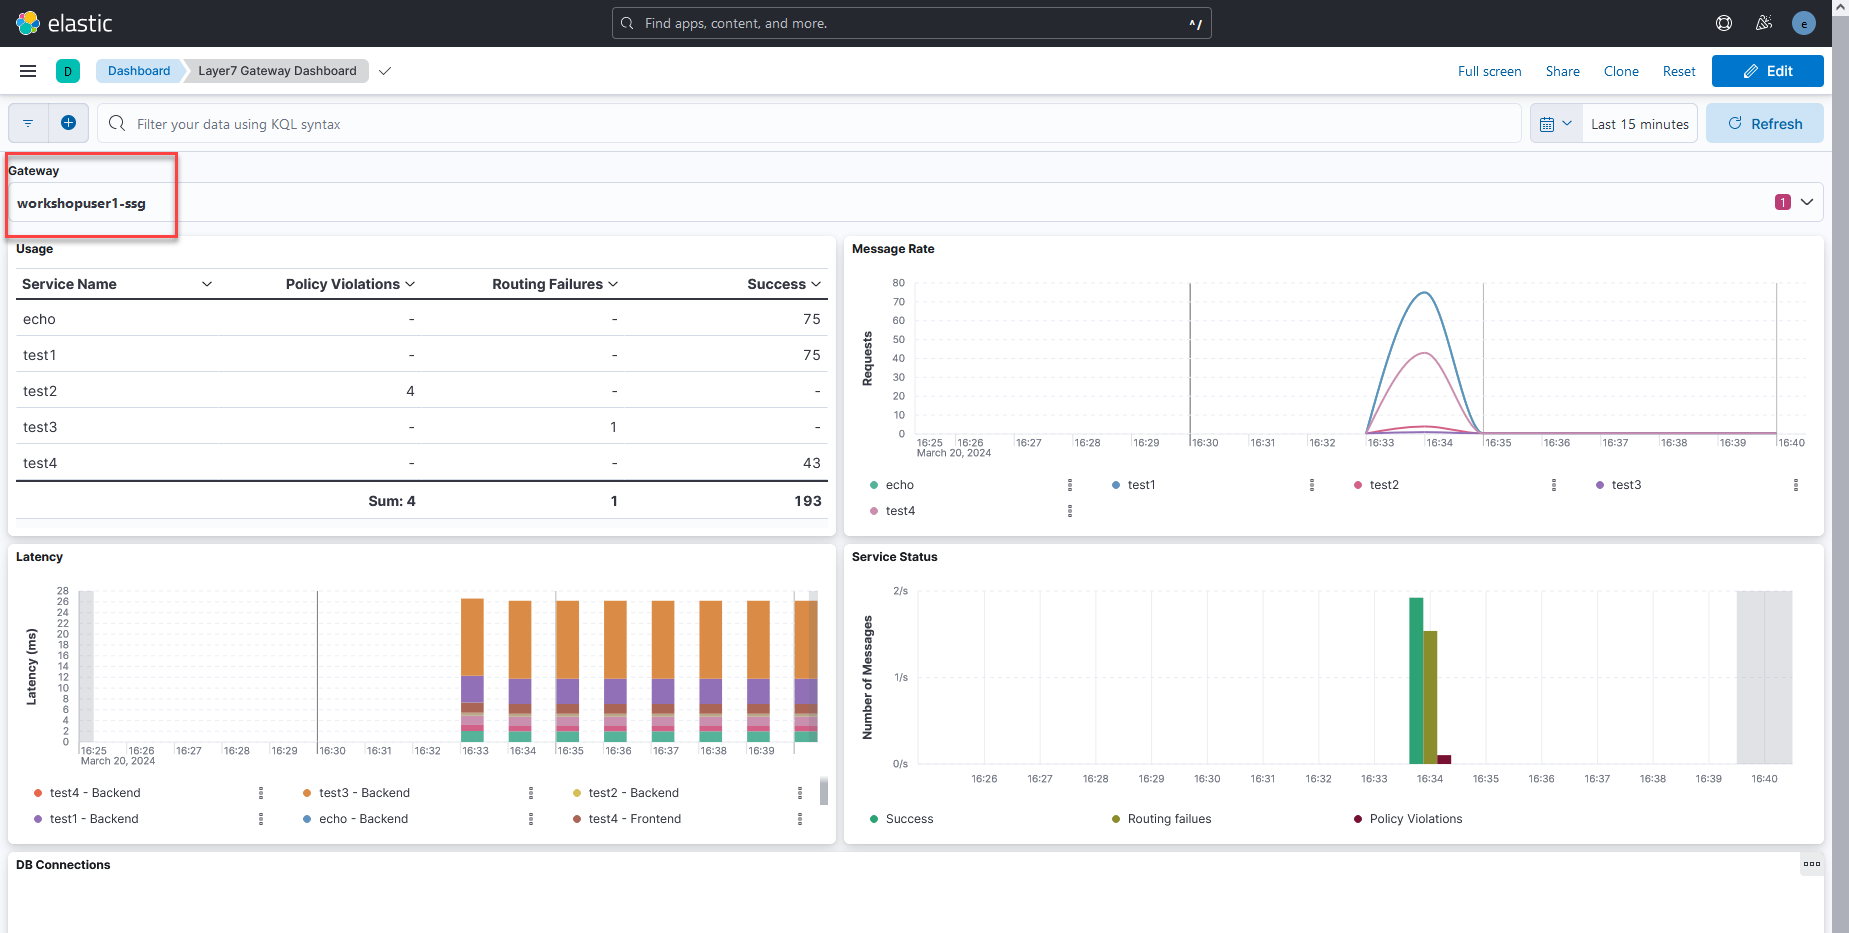 elastic
Find apps, content, and more.
^/
e
D
Dashboard
Layer7 Gateway Dashboard
Full screen
Share
Clone
Reset
Edit
Filter your data using KQL syntax
Last 15 minutes
Refresh
Gateway
workshopuser1-ssg
1
Usage
Service Name Policy Violations Routing Failures Success
echo - - 75
test1 - - 75
test2 4 - -
test3 - 1 -
test4 - - 43
Sum: 4 1 193
Message Rate
Requests
80
70
60
50
40
30
20
10
0
16:25 16:26 16:27 16:28 16:29 16:30 16:31 16:32 16:33 16:34 16:35 16:36 16:37 16:38 16:39 16:40
March 20, 2024
echo test1 test2 test3
test4
Latency
Latency (ms)
28
26
24
22
20
18
16
14
12
10
8
6
4
2
0
16:25 16:26 16:27 16:28 16:29 16:30 16:31 16:32 16:33 16:34 16:35 16:36 16:37 16:38 16:39
March 20, 2024
test4 - Backend test3 - Backend test2 - Backend
test1 - Backend echo - Backend test4 - Frontend
Service Status
Number of Messages
2/s
1/s
0/s
16:26 16:27 16:28 16:29 16:30 16:31 16:32 16:33 16:34 16:35 16:36 16:37 16:38 16:39 16:40
Success Routing failues Policy Violations
DB Connections